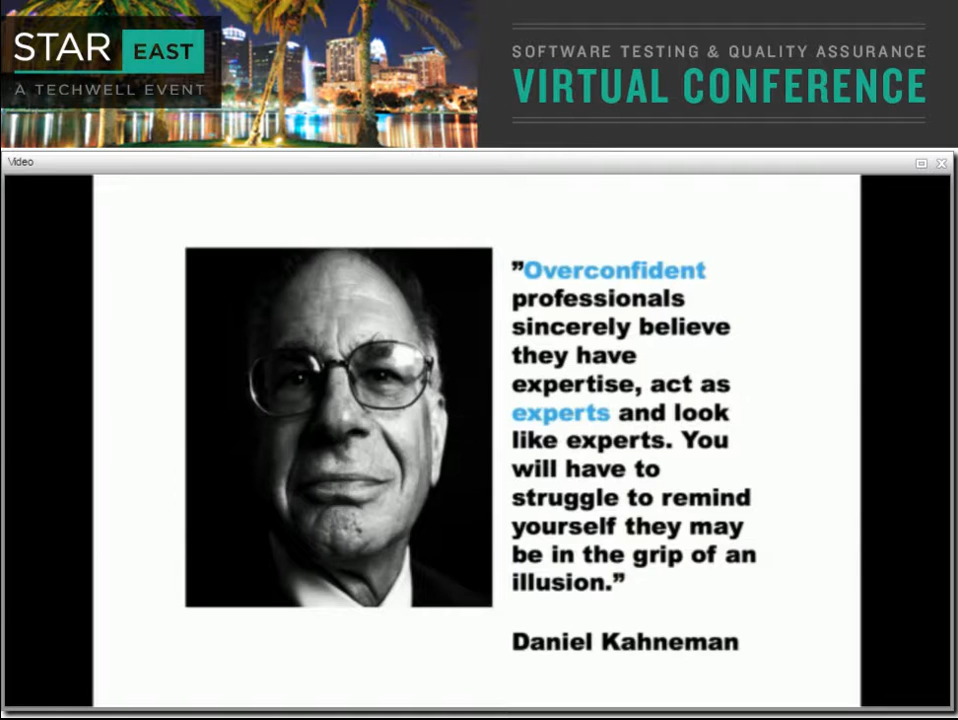 STAR EAST
A TECHWELL EVENT
SOFTWARE TESTING & QUALITY ASSURANCE
VIRTUAL CONFERENCE
Video
”Overconfident
professionals
sincerely believe
they have
expertise, act as
experts and look
like experts. You
will have to
struggle to remind
yourself they may
be in the grip of an
illusion.”
Daniel Kahneman